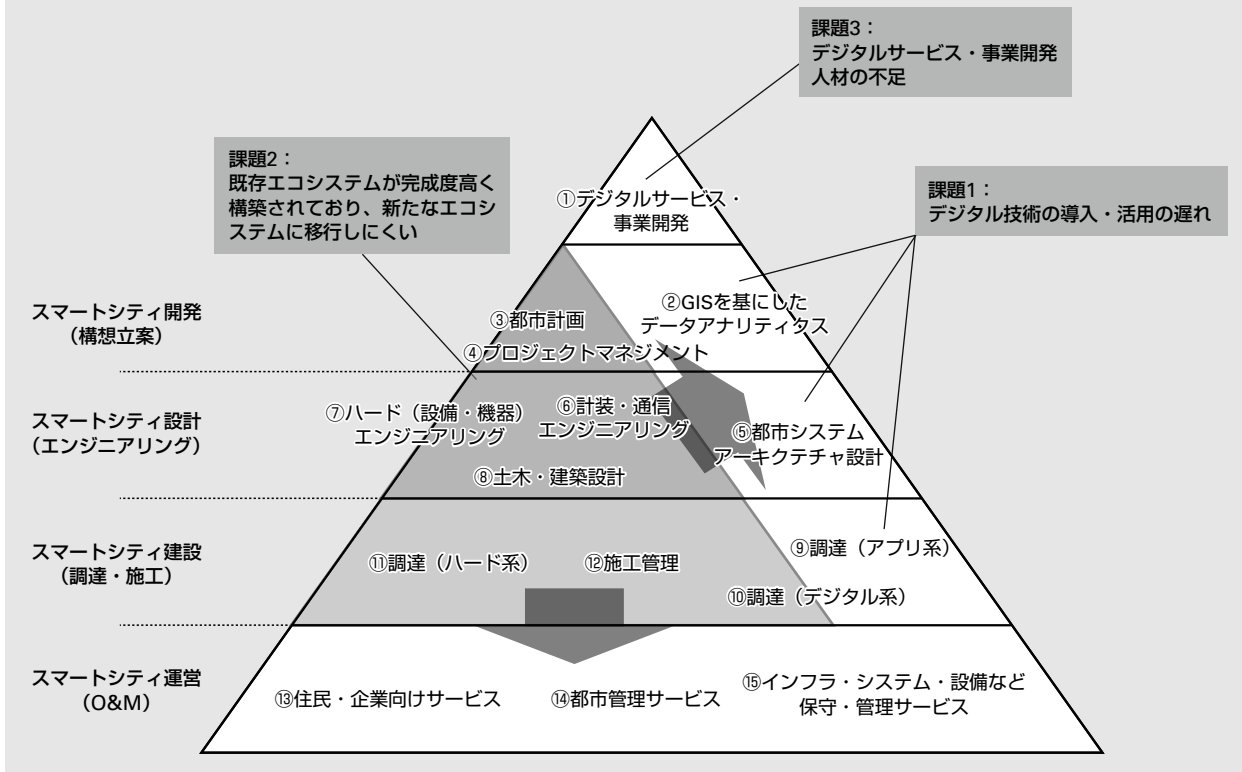 課題3：
デジタルサービス・事業開発
人材の不足
課題2：
既存エコシステムが完成度高く
構築されており、新たなエコシ
ステムに移行しにくい
課題1：
デジタル技術の導入・活用の遅れ
①デジタルサービス・
事業開発
スマートシティ開発
（構想立案）
②GISを基にした
データアナリティクス
③都市計画
④プロジェクトマネジメント
スマートシティ設計
（エンジニアリング）
⑦ハード（設備・機器）
エンジニアリング
⑥計装・通信
エンジニアリング
⑤都市システム
アーキテクチャ設計
⑧土木・建築設計
スマートシティ建設
（調達・施工）
⑪調達（ハード系）
⑫施工管理
⑨調達（アプリ系）
⑩調達（デジタル系）
スマートシティ運営
（O&M）
⑬住民・企業向けサービス
⑭都市管理サービス
⑮インフラ・システム・設備など
保守・管理サービス